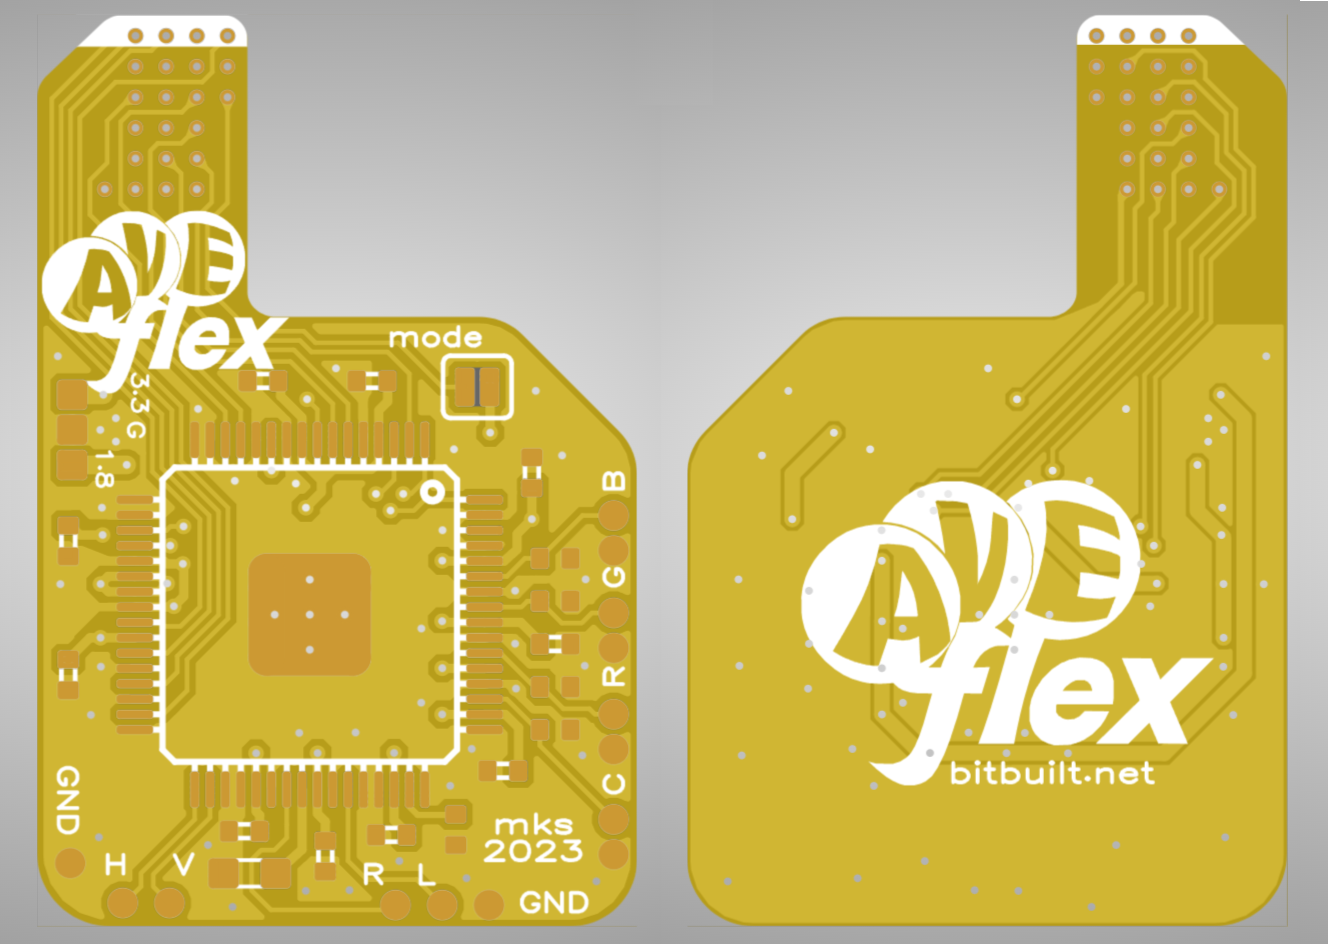 AVE
flex
mode
3.3 G
1.8
B
G
R
C
GND
H V
R L
mks
2023
GND
AVE
flex
bitbuilt.net